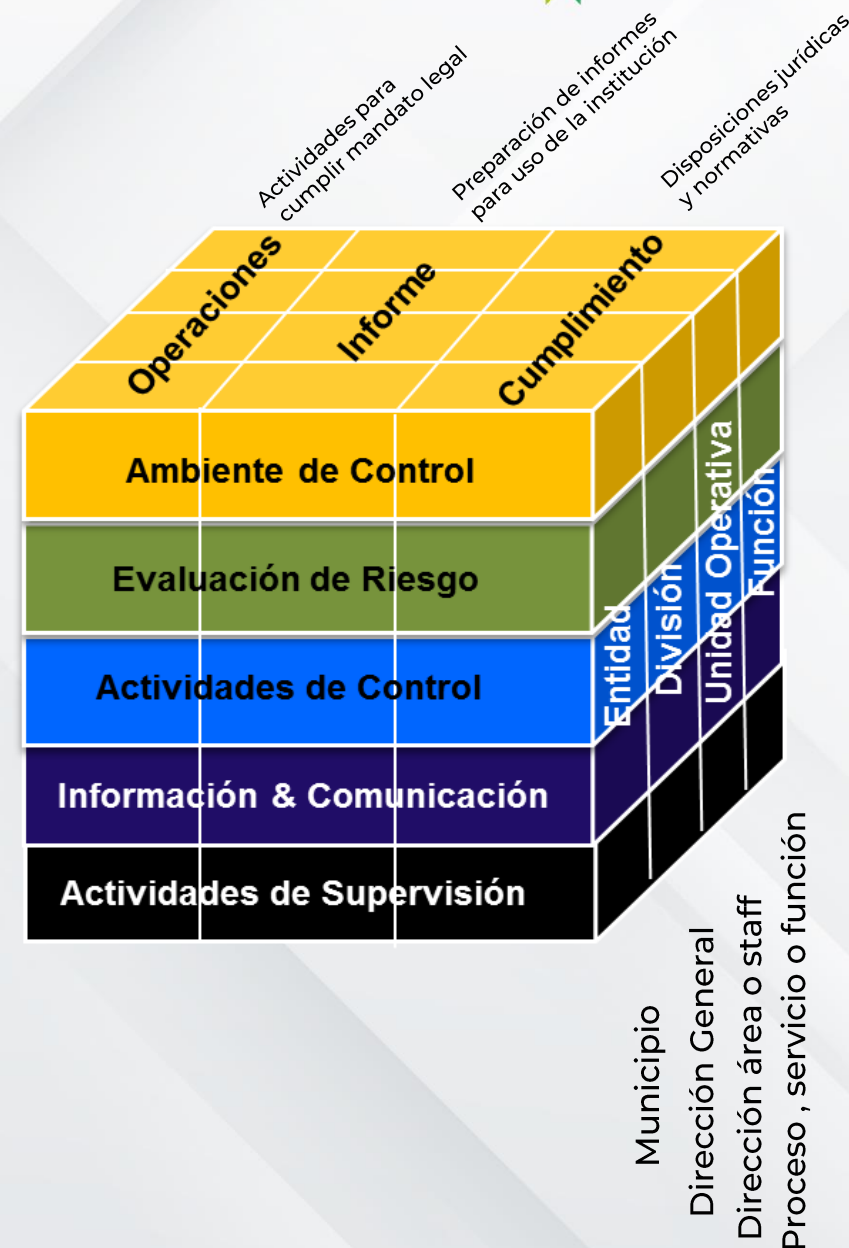 Actividades para
cumplir mandato legal
Preparación de informes
para uso de la institución
Disposiciones jurídicas
y normativas
Operaciones
Informe
Cumplimiento
Ambiente de Control
Evaluación de Riesgo
Actividades de Control
Información & Comunicación
Actividades de Supervisión
Entidad
División
Unidad Operativa
Función
Municipio
Dirección General
Dirección área o staff
Proceso , servicio o función